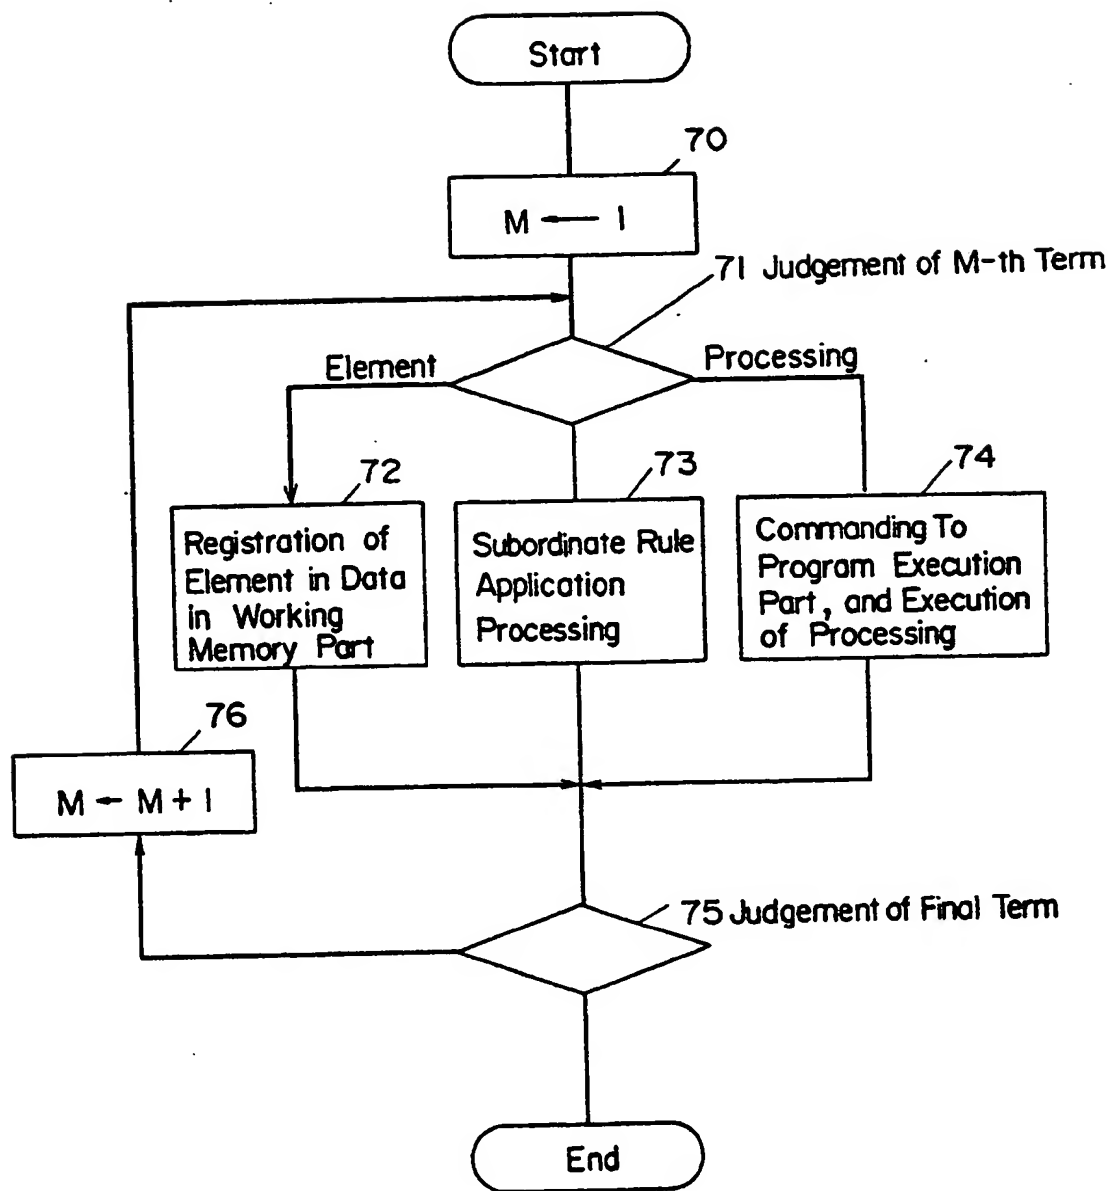 Start
70
M ← 1
71 Judgement of M-th Term
Element
Processing
72
Registration of
Element in Data
in Working
Memory Part
73
Subordinate Rule
Application
Processing
74
Commanding To
Program Execution
Part, and Execution
of Processing
76
M ← M + 1
75 Judgement of Final Term
End